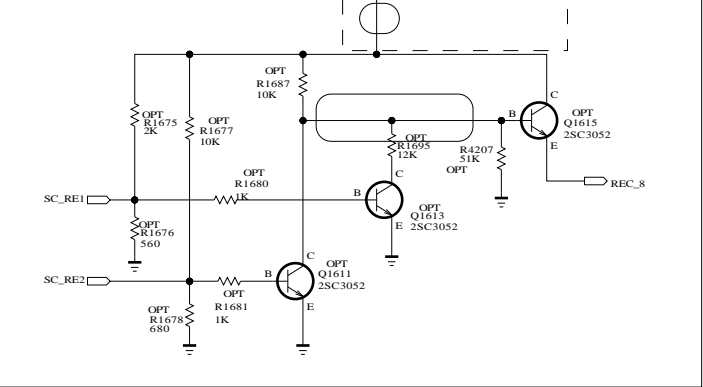 OPT
R1687
10K
OPT
R1675
2K
OPT
R1677
10K
C
B
E
OPT
Q1615
2SC3052
OPT
R1695
12K
R4207
51K
OPT
REC_8
OPT
R1680
1K
SC_RE1
B
C
E
OPT
Q1613
2SC3052
OPT
R1676
560
C
B
E
OPT
Q1611
2SC3052
SC_RE2
OPT
R1681
1K
OPT
R1678
680